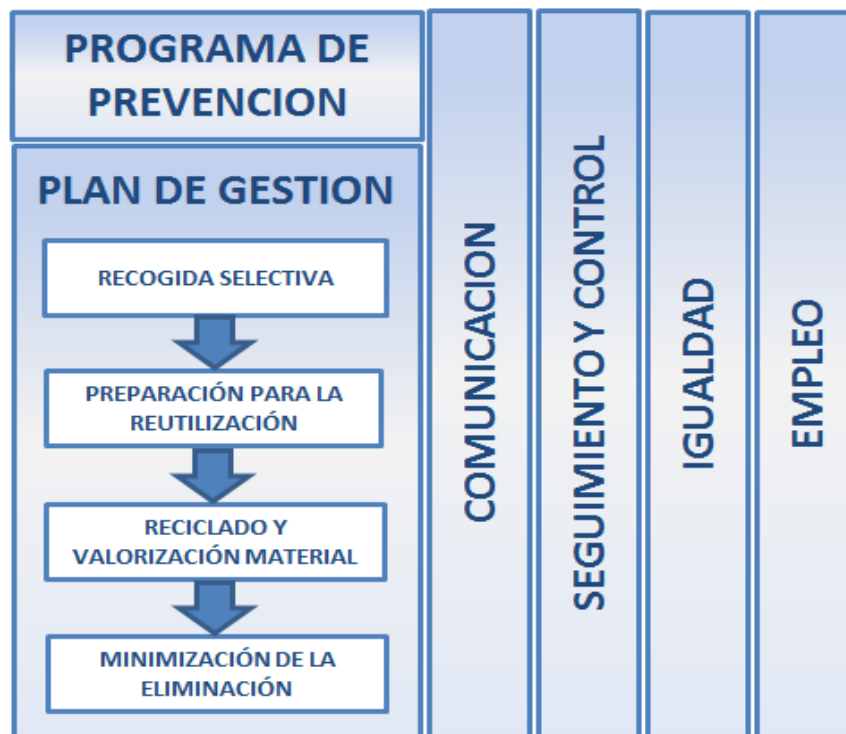 PROGRAMA DE
PREVENCION
PLAN DE GESTION
RECOGIDA SELECTIVA
PREPARACIÓN PARA LA
REUTILIZACIÓN
RECICLADO Y
VALORIZACIÓN MATERIAL
MINIMIZACIÓN DE LA
ELIMINACIÓN
COMUNICACION
SEGUIMIENTO Y CONTROL
IGUALDAD
EMPLEO